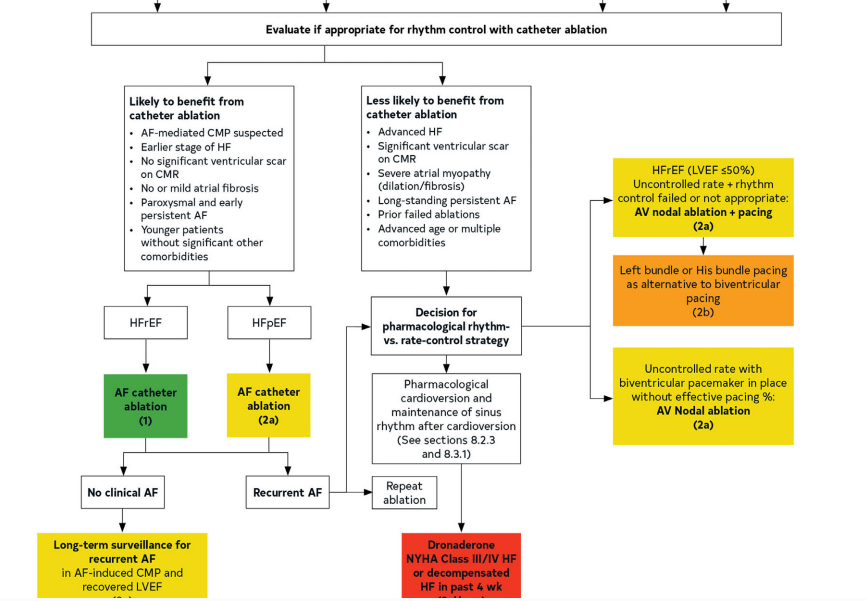 Evaluate if appropriate for rhythm control with catheter ablation
Likely to benefit from
catheter ablation
• AF-mediated CMP suspected
• Earlier stage of HF
• No significant ventricular scar
on CMR
• No or mild atrial fibrosis
• Paroxysmal and early
persistent AF
• Younger patients
without significant other
comorbidities
Less likely to benefit from
catheter ablation
• Advanced HF
• Significant ventricular scar
on CMR
• Severe atrial myopathy
(dilation/fibrosis)
• Long-standing persistent AF
• Prior failed ablations
• Advanced age or multiple
comorbidities
HFrEF (LVEF ≤50%)
Uncontrolled rate + rhythm
control failed or not appropriate:
AV nodal ablation + pacing
(2a)
Left bundle or His bundle pacing
as alternative to biventricular
pacing
(2b)
HFrEF
HFpEF
Decision for
pharmacological rhythm-
vs. rate-control strategy
Uncontrolled rate with
biventricular pacemaker in place
without effective pacing %:
AV Nodal ablation
(2a)
AF catheter
ablation
(1)
AF catheter
ablation
(2a)
Pharmacological
cardioversion and
maintenance of sinus
rhythm after cardioversion
(See sections 8.2.3
and 8.3.1)
No clinical AF
Recurrent AF
Repeat
ablation
Long-term surveillance for
recurrent AF
in AF-induced CMP and
recovered LVEF
Dronaderone
NYHA Class III/IV HF
or decompensated
HF in past 4 wk